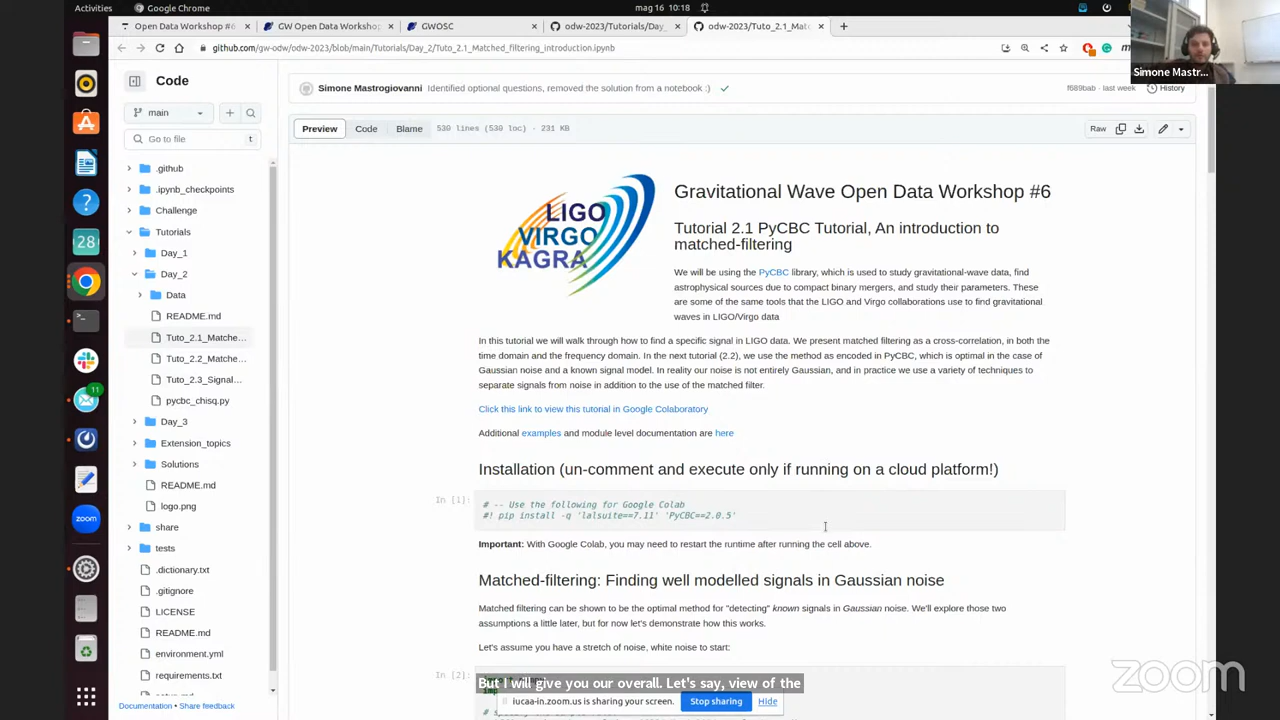 Activities
Google Chrome
mag 16 10:18
Open Data Workshop #6
GW Open Data Workshop
GWOSC
odw-2023/Tutorials/Day_
odw-2023/Tuto_2.1_Mat
github.com/gw-odw/odw-2023/blob/main/Tutorials/Day_2/Tuto_2.1_Matched_filtering_introduction.ipynb
Simone Mastr...
Code
main
Go to file
t
.github
.ipynb_checkpoints
Challenge
Tutorials
Day_1
Day_2
Data
README.md
Tuto_2.1_Matche...
Tuto_2.2_Matche...
Tuto_2.3_Signal...
pycbc_chisq.py
Day_3
Extension_topics
Solutions
README.md
logo.png
share
tests
.dictionary.txt
.gitignore
LICENSE
README.md
environment.yml
requirements.txt
Documentation • Share feedback
28
11
zoom
Simone Mastrogiovanni Identified optional questions, removed the solution from a notebook :)
f689bab · last week
History
Preview
Code
Blame
530 lines (530 loc) · 231 KB
Raw
LIGO
VIRGO
KAGRA
Gravitational Wave Open Data Workshop #6
Tutorial 2.1 PyCBC Tutorial, An introduction to
matched-filtering
We will be using the PyCBC library, which is used to study gravitational-wave data, find
astrophysical sources due to compact binary mergers, and study their parameters. These
are some of the same tools that the LIGO and Virgo collaborations use to find gravitational
waves in LIGO/Virgo data
In this tutorial we will walk through how to find a specific signal in LIGO data. We present matched filtering as a cross-correlation, in both the
time domain and the frequency domain. In the next tutorial (2.2), we use the method as encoded in PyCBC, which is optimal in the case of
Gaussian noise and a known signal model. In reality our noise is not entirely Gaussian, and in practice we use a variety of techniques to
separate signals from noise in addition to the use of the matched filter.
Click this link to view this tutorial in Google Colaboratory
Additional examples and module level documentation are here
Installation (un-comment and execute only if running on a cloud platform!)
In [1]:
# -- Use the following for Google Colab
#! pip install -q 'lalsuite==7.11' 'PyCBC==2.0.5'
Important: With Google Colab, you may need to restart the runtime after running the cell above.
Matched-filtering: Finding well modelled signals in Gaussian noise
Matched filtering can be shown to be the optimal method for "detecting" known signals in Gaussian noise. We'll explore those two
assumptions a little later, but for now let's demonstrate how this works.
Let's assume you have a stretch of noise, white noise to start:
In [2]:
But I will give you our overall. Let's say, view of the
iucaa-in.zoom.us is sharing your screen.
Stop sharing
Hide
zoom